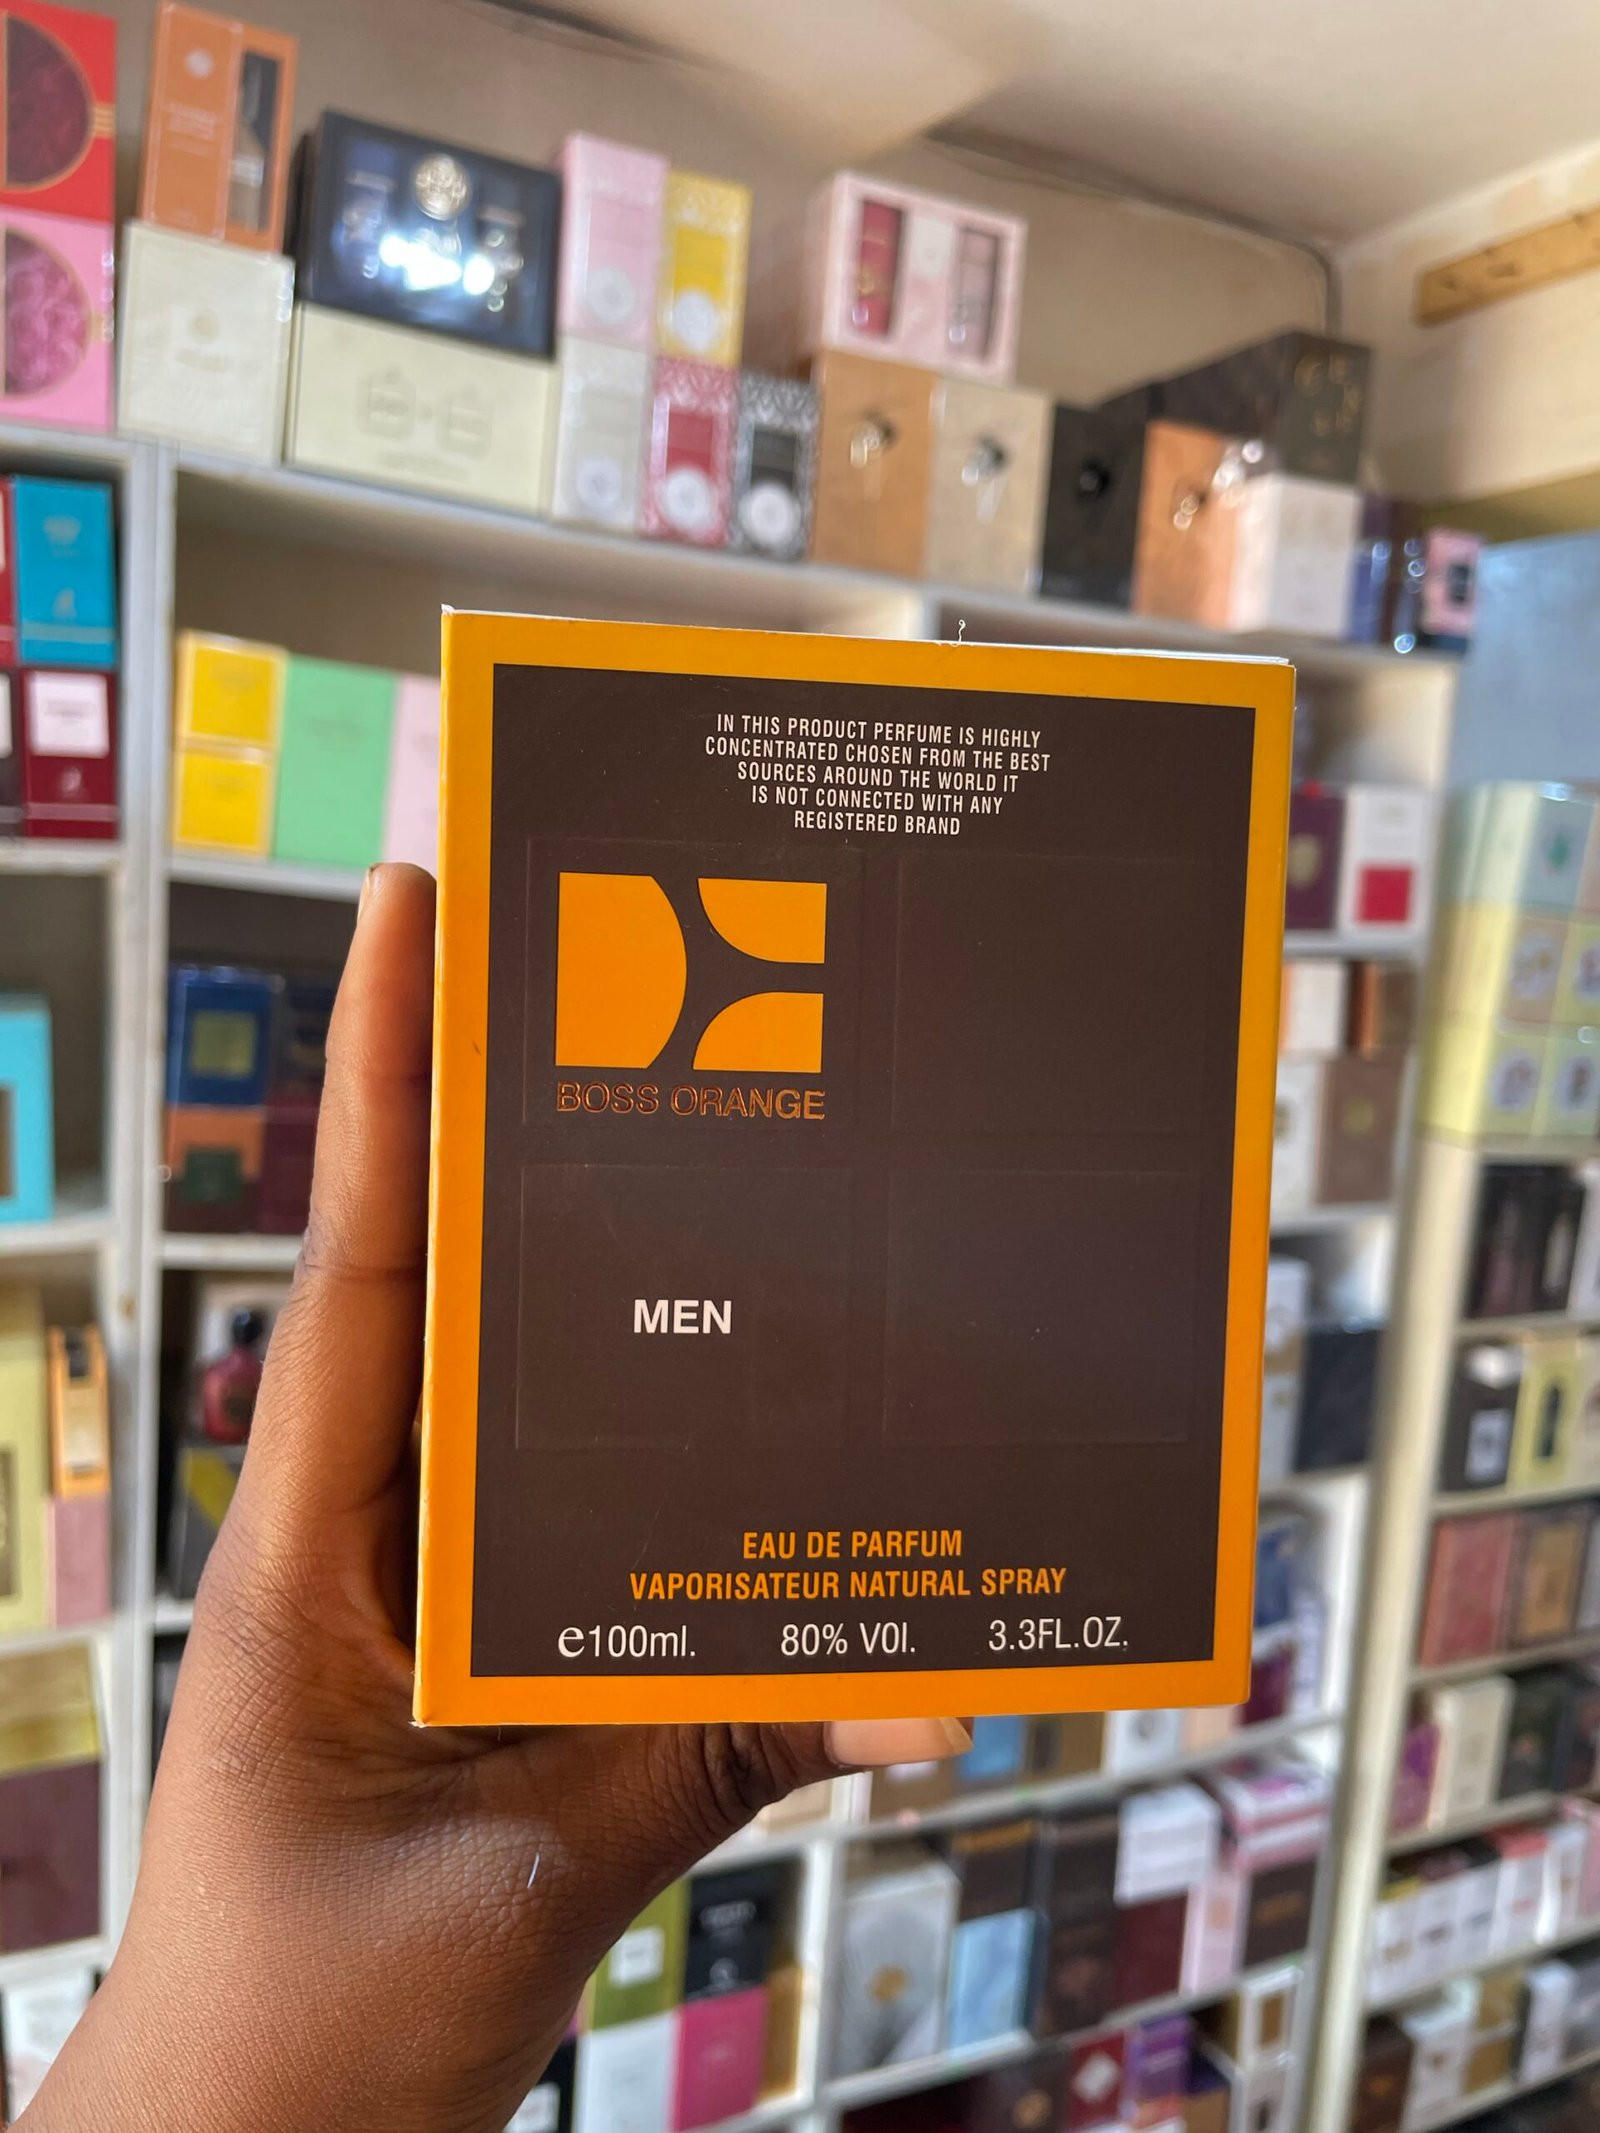 IN THIS PRODUCT PERFUME IS HIGHLY
CONCENTRATED CHOSEN FROM THE BEST
SOURCES AROUND THE WORLD IT
IS NOT CONNECTED WITH ANY
REGISTERED BRAND
BOSS ORANGE
MEN
EAU DE PARFUM
VAPORISATEUR NATURAL SPRAY
e100ml. 80% VOl. 3.3FL.OZ.